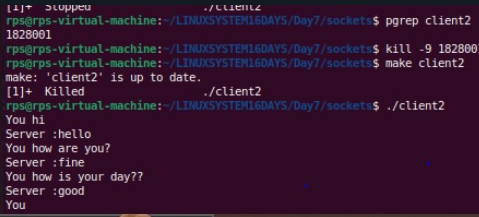 [1]+  Stopped                 ./client2
rps@rps-virtual-machine:~/LINUXSYSTEM16DAYS/Day7/sockets$ pgrep client2
1828001
rps@rps-virtual-machine:~/LINUXSYSTEM16DAYS/Day7/sockets$ kill -9 182800
rps@rps-virtual-machine:~/LINUXSYSTEM16DAYS/Day7/sockets$ make client2
make: 'client2' is up to date.
[1]+  Killed                  ./client2
rps@rps-virtual-machine:~/LINUXSYSTEM16DAYS/Day7/sockets$ ./client2
You hi
Server :hello
You how are you?
Server :fine
You how is your day??
Server :good
You